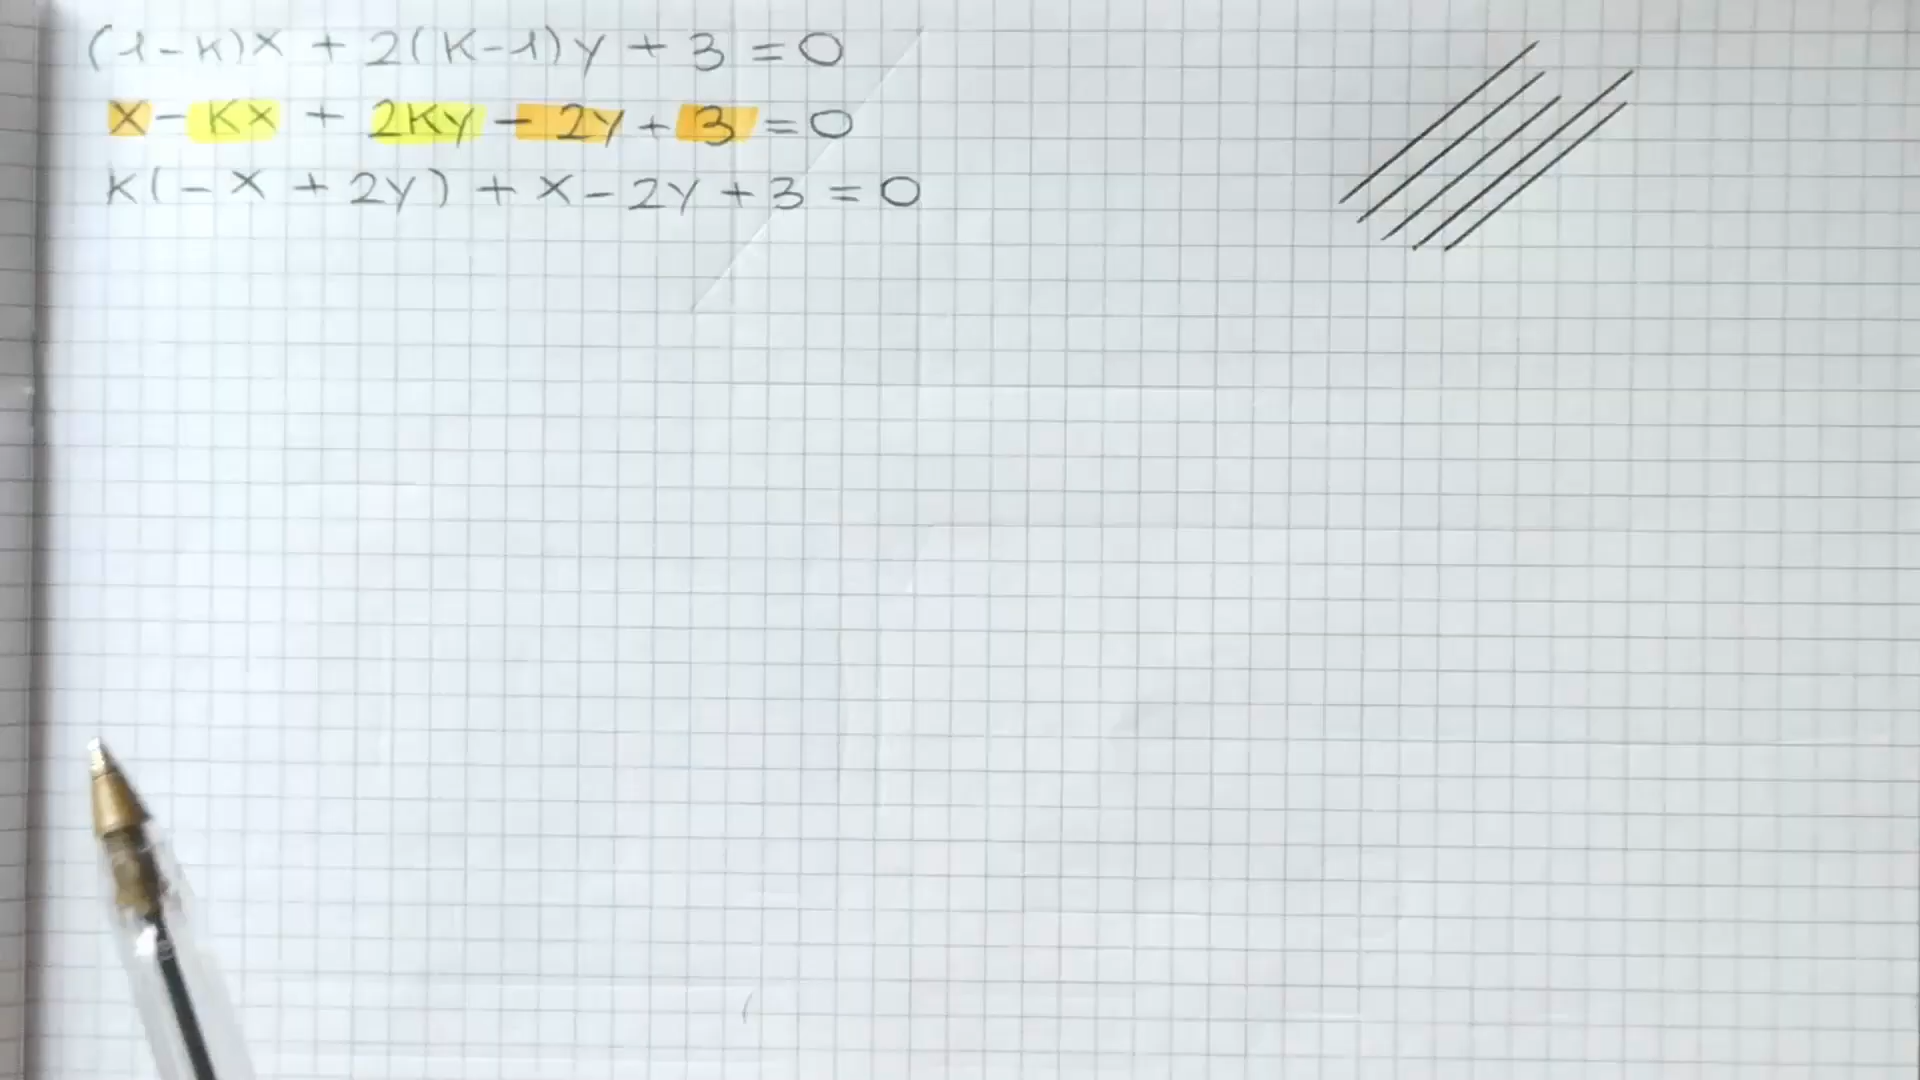 (1-k)x + 2(k-1)y + 3 = 0
x - kx + 2ky - 2y + 3 = 0
k(-x + 2y) + x - 2y + 3 = 0